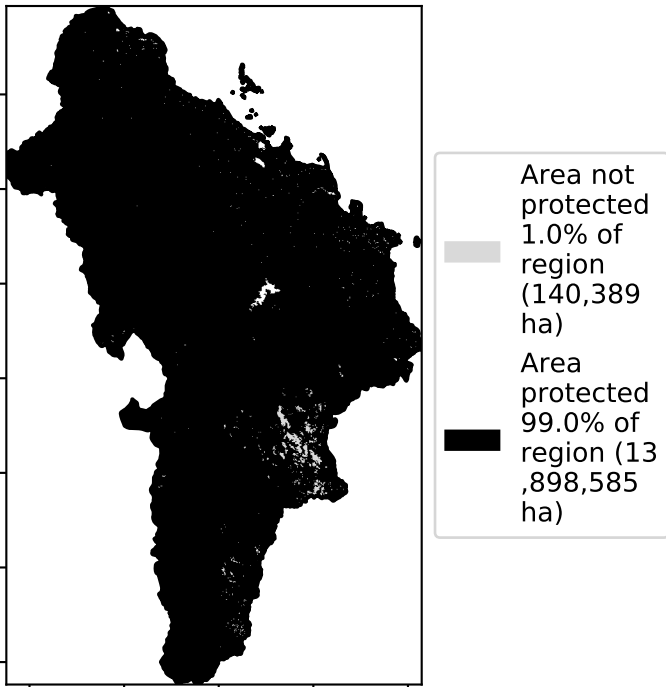 Area not
protected
1.0% of
region
(140,389
ha)
Area
protected
99.0% of
region (13
,898,585
ha)